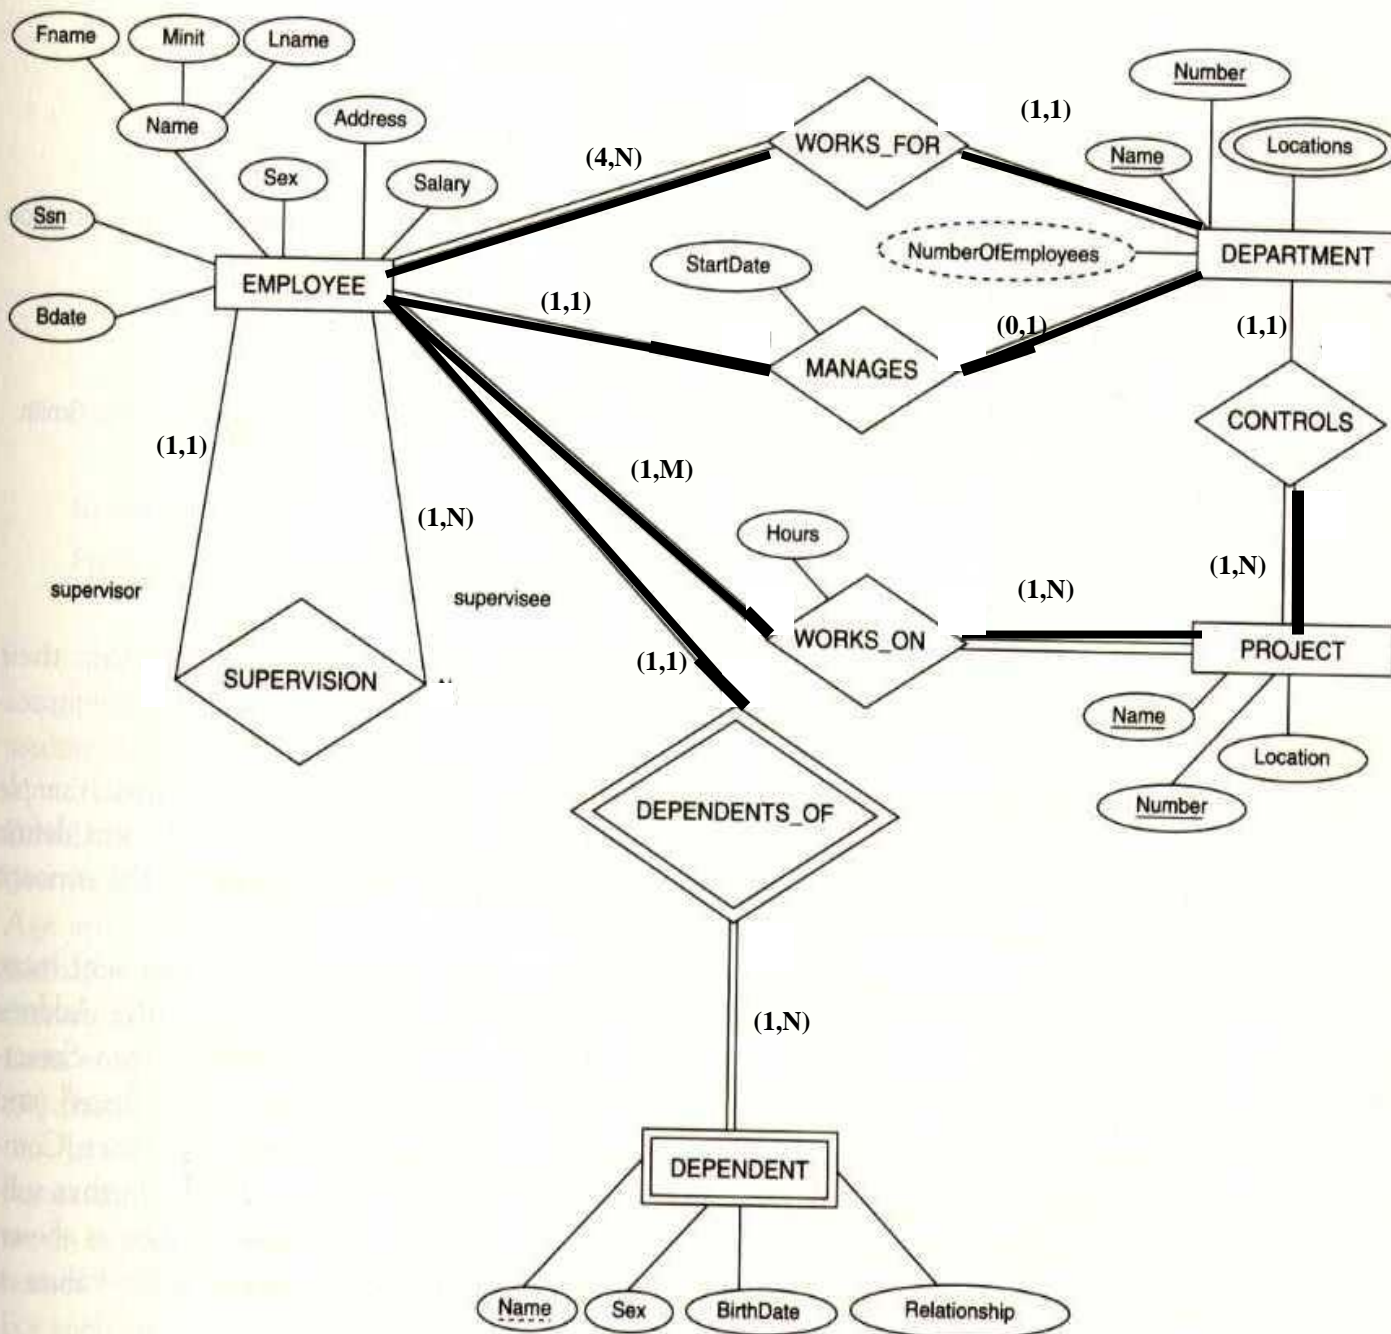 Fname
Minit
Lname
Name
Address
Sex
Salary
Ssn
Bdate
EMPLOYEE
(4,N)
WORKS_FOR
(1,1)
Number
Name
Locations
NumberOfEmployees
DEPARTMENT
StartDate
(1,1)
MANAGES
(0,1)
(1,1)
CONTROLS
(1,1)
(1,N)
supervisor
supervisee
SUPERVISION
(1,M)
Hours
WORKS_ON
(1,N)
(1,N)
PROJECT
Name
Number
Location
(1,1)
DEPENDENTS_OF
(1,N)
DEPENDENT
Name
Sex
BirthDate
Relationship
their